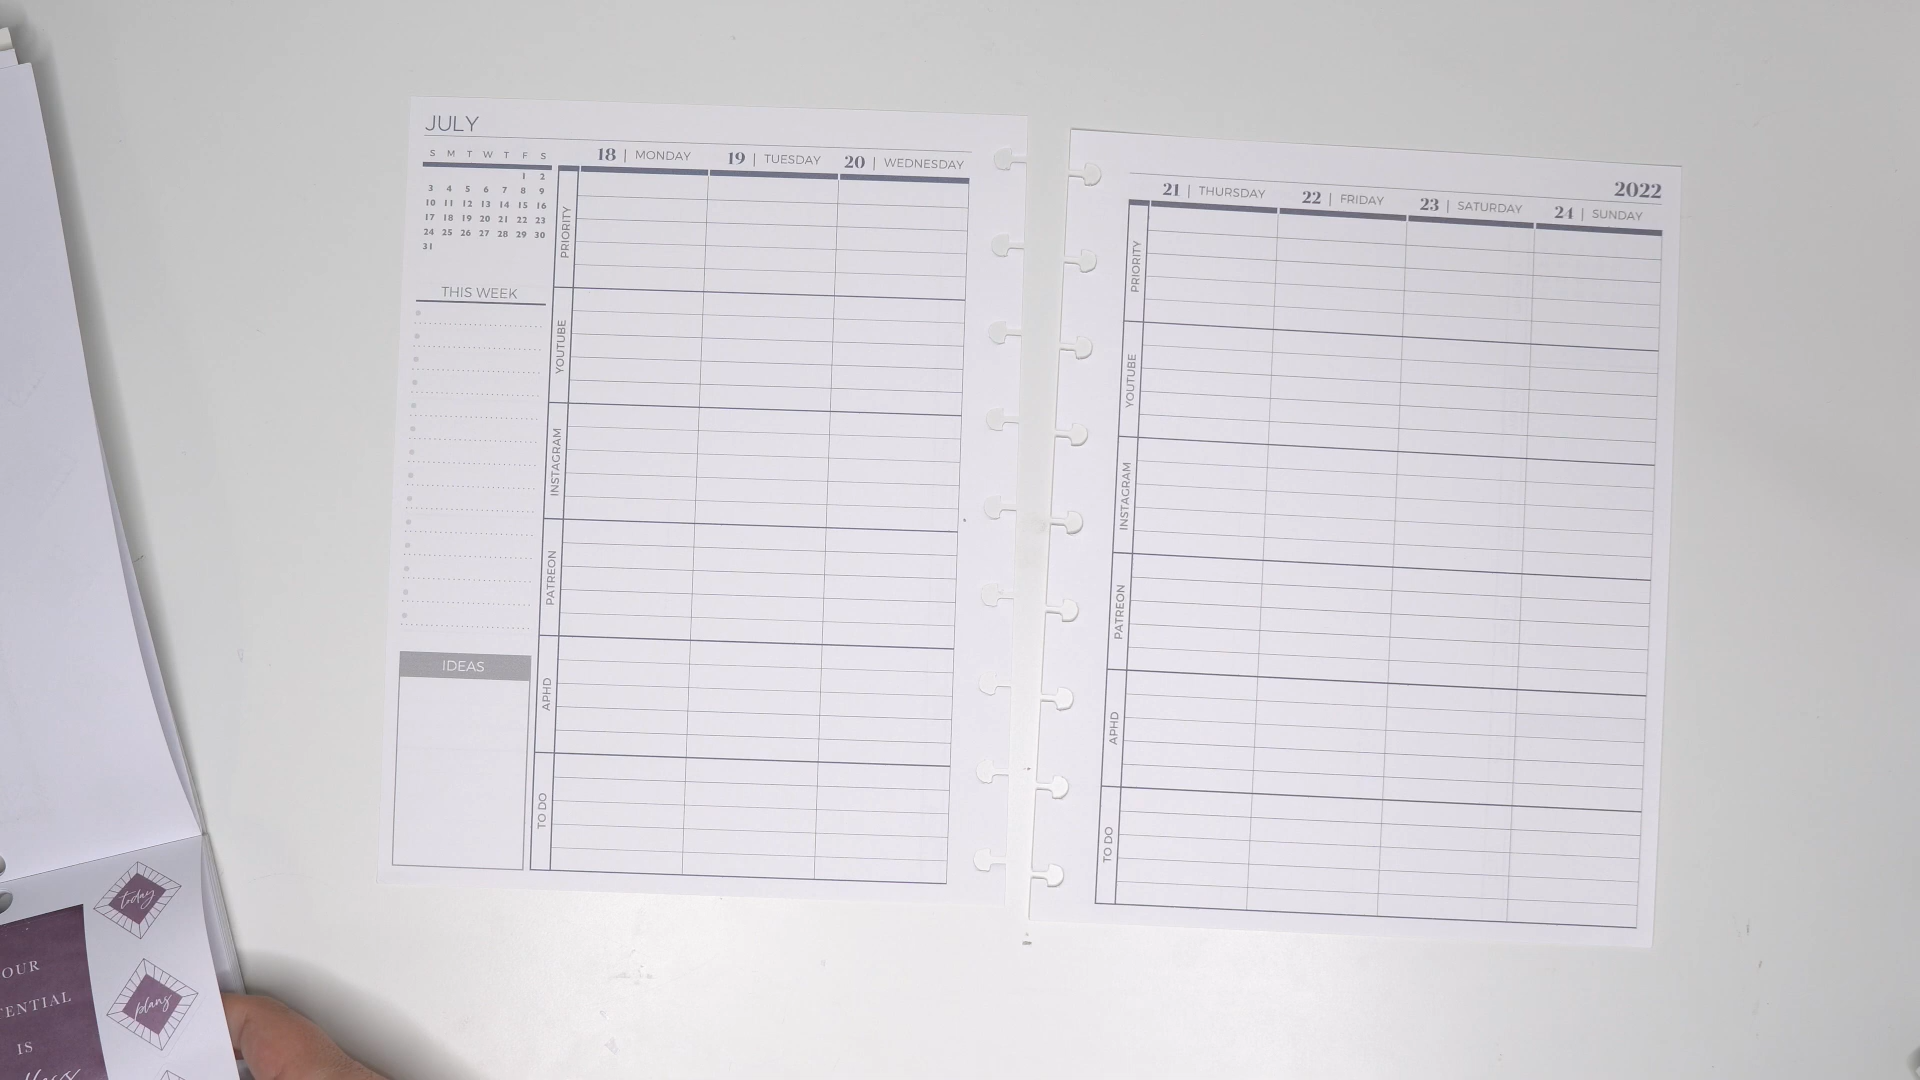 JULY
S M T W T F S
1 2
3 4 5 6 7 8 9
10 11 12 13 14 15 16
17 18 19 20 21 22 23
24 25 26 27 28 29 30
31
THIS WEEK
IDEAS
18 | MONDAY 19 | TUESDAY 20 | WEDNESDAY
PRIORITY
YOUTUBE
INSTAGRAM
PATREON
APHD
TO DO
2022
21 | THURSDAY 22 | FRIDAY 23 | SATURDAY 24 | SUNDAY
PRIORITY
YOUTUBE
INSTAGRAM
PATREON
APHD
TO DO
today
plans
OUR
TENTIAL
IS